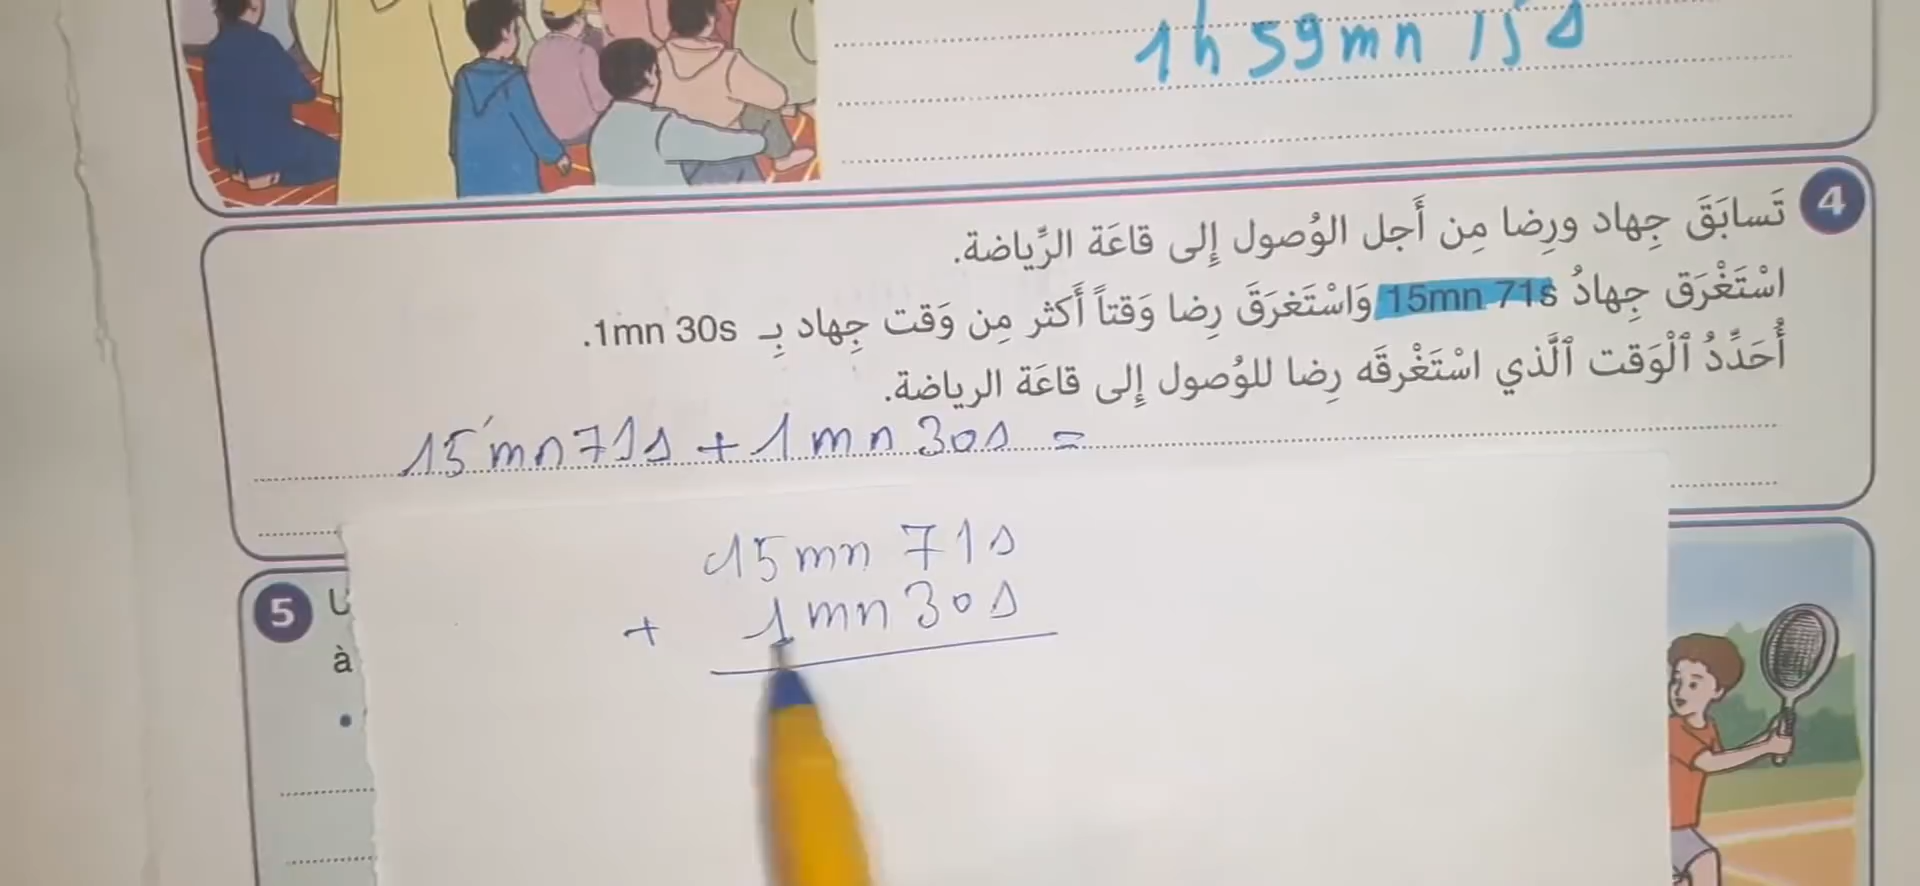 1h 59mn 15s
4
تَسابَقَ جِهاد ورِضا مِن أَجل الوُصول إِلى قاعَة الرِّياضة.
اسْتَغْرَق جِهادُ 15mn 71s وَاسْتَغرَقَ رِضا وَقتاً أَكثر مِن وَقت جِهاد بِـ 1mn 30s.
أُحَدِّدُ ٱلْوَقت ٱلَّذي اسْتَغْرقَه رِضا للوُصول إِلى قاعَة الرياضة.
15mn71s + 1mn 30s =
15mn 71s
+ 1mn 30s
5
à